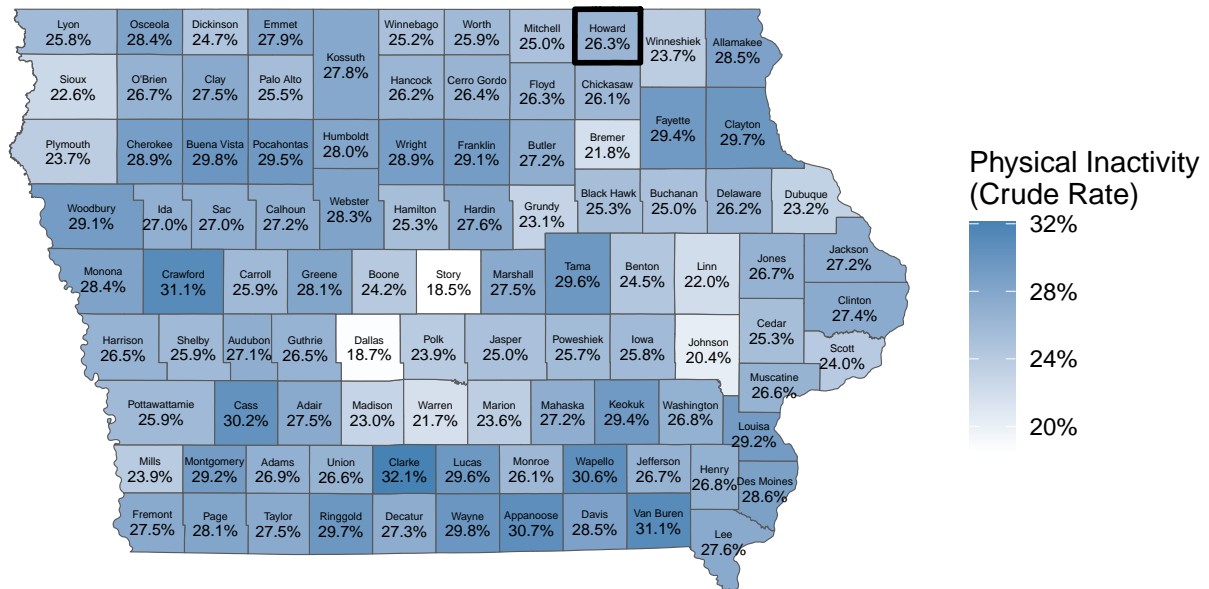 Lyon
25.8%
Osceola
28.4%
Dickinson
24.7%
Emmet
27.9%
Kossuth
27.8%
Winnebago
25.2%
Worth
25.9%
Mitchell
25.0%
Howard
26.3%
Winneshiek
23.7%
Allamakee
28.5%
Sioux
22.6%
O'Brien
26.7%
Clay
27.5%
Palo Alto
25.5%
Hancock
26.2%
Cerro Gordo
26.4%
Floyd
26.3%
Chickasaw
26.1%
Plymouth
23.7%
Cherokee
28.9%
Buena Vista
29.8%
Pocahontas
29.5%
Humboldt
28.0%
Wright
28.9%
Franklin
29.1%
Butler
27.2%
Bremer
21.8%
Fayette
29.4%
Clayton
29.7%
Woodbury
29.1%
Ida
27.0%
Sac
27.0%
Calhoun
27.2%
Webster
28.3%
Hamilton
25.3%
Hardin
27.6%
Grundy
23.1%
Black Hawk
25.3%
Buchanan
25.0%
Delaware
26.2%
Dubuque
23.2%
Monona
28.4%
Crawford
31.1%
Carroll
25.9%
Greene
28.1%
Boone
24.2%
Story
18.5%
Marshall
27.5%
Tama
29.6%
Benton
24.5%
Linn
22.0%
Jones
26.7%
Jackson
27.2%
Clinton
27.4%
Harrison
26.5%
Shelby
25.9%
Audubon
27.1%
Guthrie
26.5%
Dallas
18.7%
Polk
23.9%
Jasper
25.0%
Poweshiek
25.7%
Iowa
25.8%
Johnson
20.4%
Cedar
25.3%
Scott
24.0%
Muscatine
26.6%
Pottawattamie
25.9%
Cass
30.2%
Adair
27.5%
Madison
23.0%
Warren
21.7%
Marion
23.6%
Mahaska
27.2%
Keokuk
29.4%
Washington
26.8%
Louisa
29.2%
Mills
23.9%
Montgomery
29.2%
Adams
26.9%
Union
26.6%
Clarke
32.1%
Lucas
29.6%
Monroe
26.1%
Wapello
30.6%
Jefferson
26.7%
Henry
26.8%
Des Moines
28.6%
Fremont
27.5%
Page
28.1%
Taylor
27.5%
Ringgold
29.7%
Decatur
27.3%
Wayne
29.8%
Appanoose
30.7%
Davis
28.5%
Van Buren
31.1%
Lee
27.6%
Physical Inactivity
(Crude Rate)
32%
28%
24%
20%